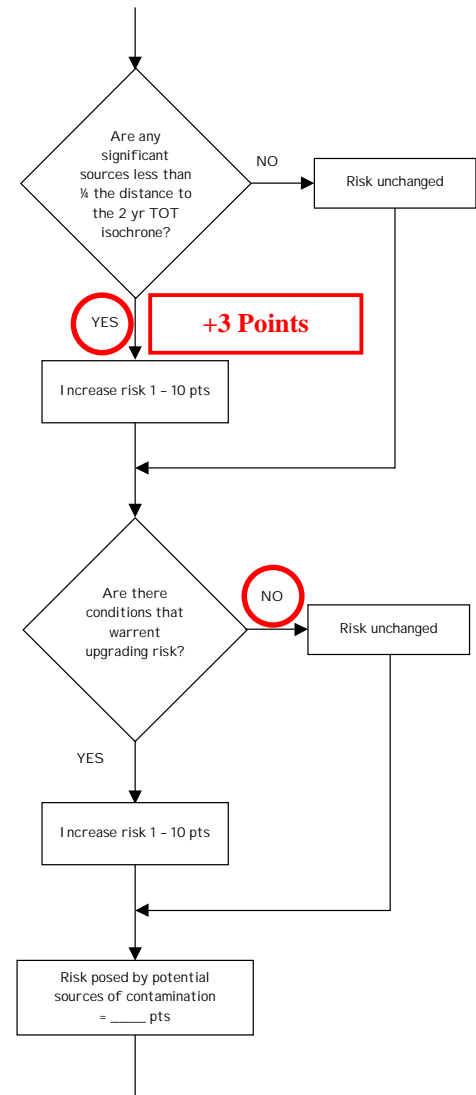 Are any
significant
sources less than
¼ the distance to
the 2 yr TOT
isochrone?
NO
Risk unchanged
YES
+3 Points
Increase risk 1 – 10 pts
Are there
conditions that
warrent
upgrading risk?
NO
Risk unchanged
YES
Increase risk 1 – 10 pts
Risk posed by potential
sources of contamination
= ____ pts